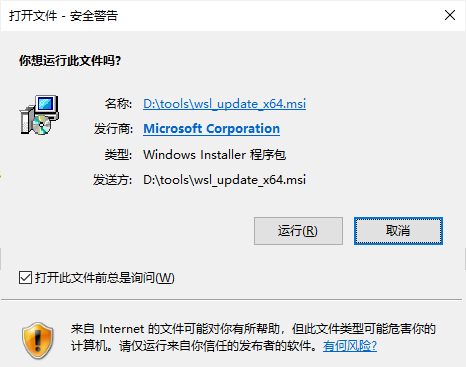 打开文件 - 安全警告
你想运行此文件吗?
名称: D:\tools\wsl_update_x64.msi
发行商: Microsoft Corporation
类型: Windows Installer 程序包
发送方: D:\tools\wsl_update_x64.msi
运行(R) 取消
打开此文件前总是询问(W)
来自 Internet 的文件可能对你有所帮助，但此文件类型可能危害你的
计算机。请仅运行来自你信任的发布者的软件。有何风险?